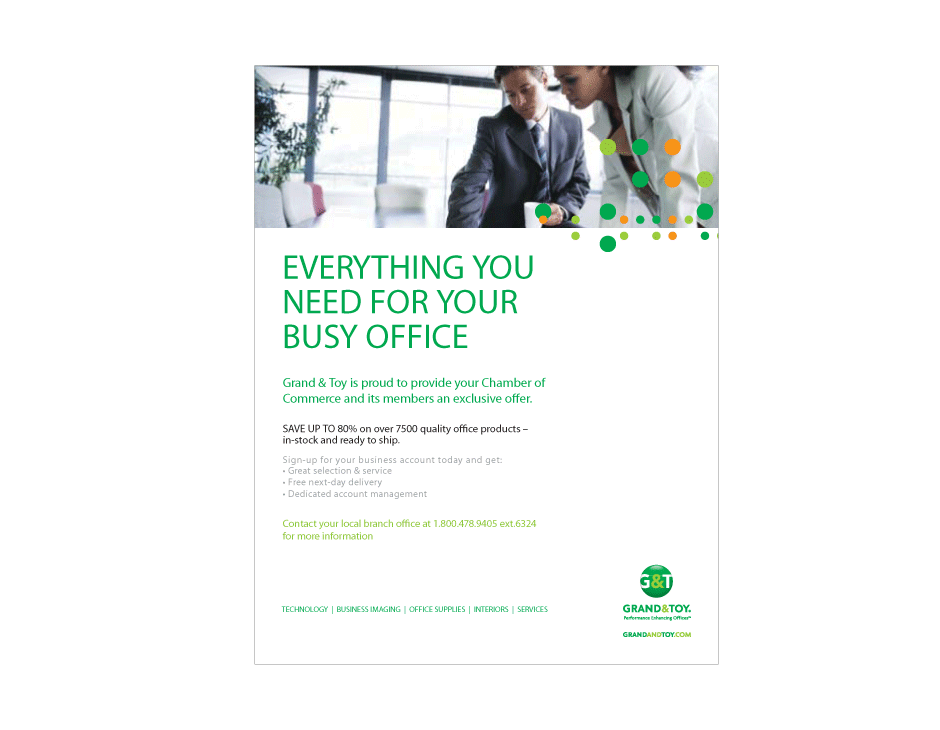 EVERYTHING YOU
NEED FOR YOUR
BUSY OFFICE
Grand & Toy is proud to provide your Chamber of
Commerce and its members an exclusive offer.
SAVE UP TO 80% on over 7500 quality office products –
in-stock and ready to ship.
Sign-up for your business account today and get:
• Great selection & service
• Free next-day delivery
• Dedicated account management
Contact your local branch office at 1.800.478.9405 ext.6324
for more information
TECHNOLOGY | BUSINESS IMAGING | OFFICE SUPPLIES | INTERIORS | SERVICES
G&T
GRAND&TOY.
Performance Enhancing Offices™
GRANDANDTOY.COM